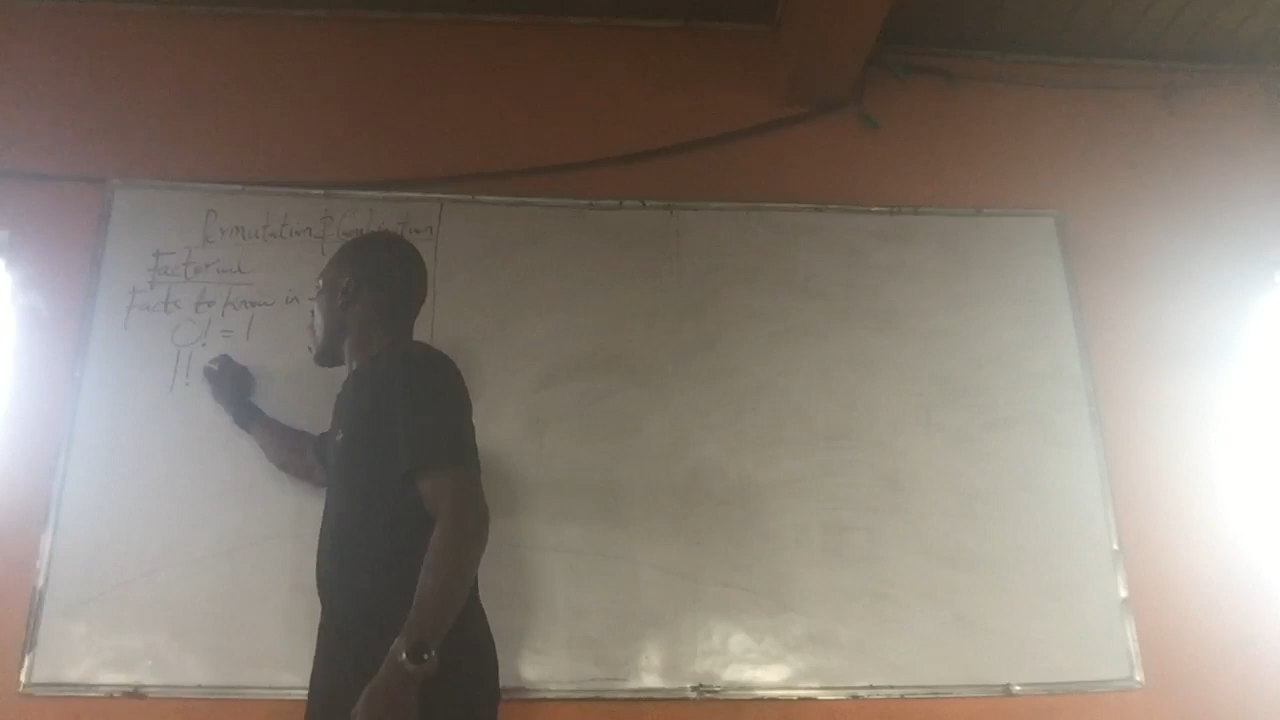 Permutation & Combination
Factorial
Facts to know in
0! = 1
1!